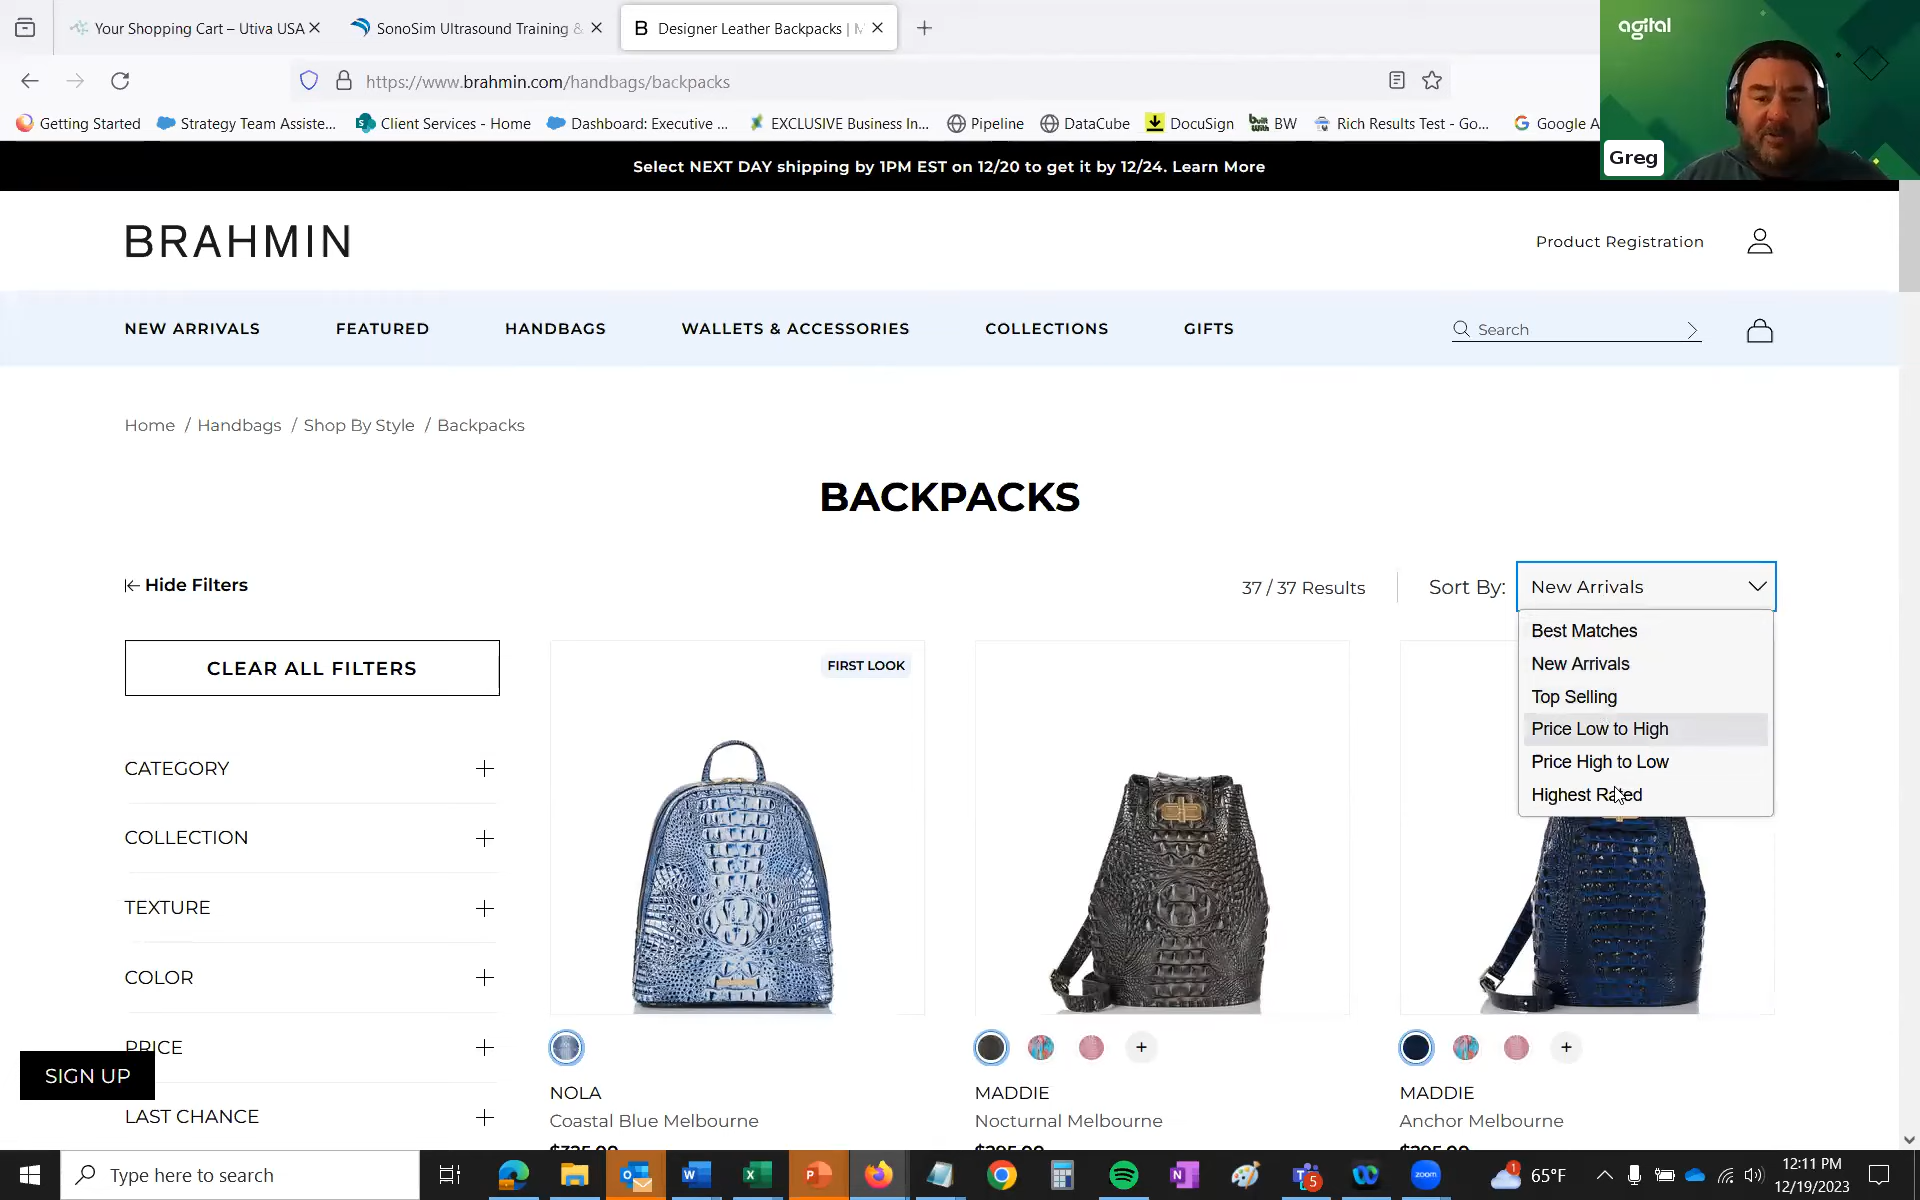 Your Shopping Cart – Utiva USA
SonoSim Ultrasound Training &
B Designer Leather Backpacks |
agital
https://www.brahmin.com/handbags/backpacks
Getting Started
Strategy Team Assiste...
Client Services - Home
Dashboard: Executive ...
EXCLUSIVE Business In...
Pipeline
DataCube
DocuSign
Built With BW
Rich Results Test - Go...
G Google A
Greg
Select NEXT DAY shipping by 1PM EST on 12/20 to get it by 12/24. Learn More
BRAHMIN
Product Registration
NEW ARRIVALS FEATURED HANDBAGS WALLETS & ACCESSORIES COLLECTIONS GIFTS
Search
Home / Handbags / Shop By Style / Backpacks
BACKPACKS
Hide Filters
37 / 37 Results
Sort By:
New Arrivals
Best Matches
New Arrivals
Top Selling
Price Low to High
Price High to Low
Highest Rated
CLEAR ALL FILTERS
CATEGORY
COLLECTION
TEXTURE
COLOR
PRICE
LAST CHANCE
SIGN UP
FIRST LOOK
NOLA
Coastal Blue Melbourne
MADDIE
Nocturnal Melbourne
MADDIE
Anchor Melbourne
Type here to search
zoom
5
1
65°F
12:11 PM
12/19/2023